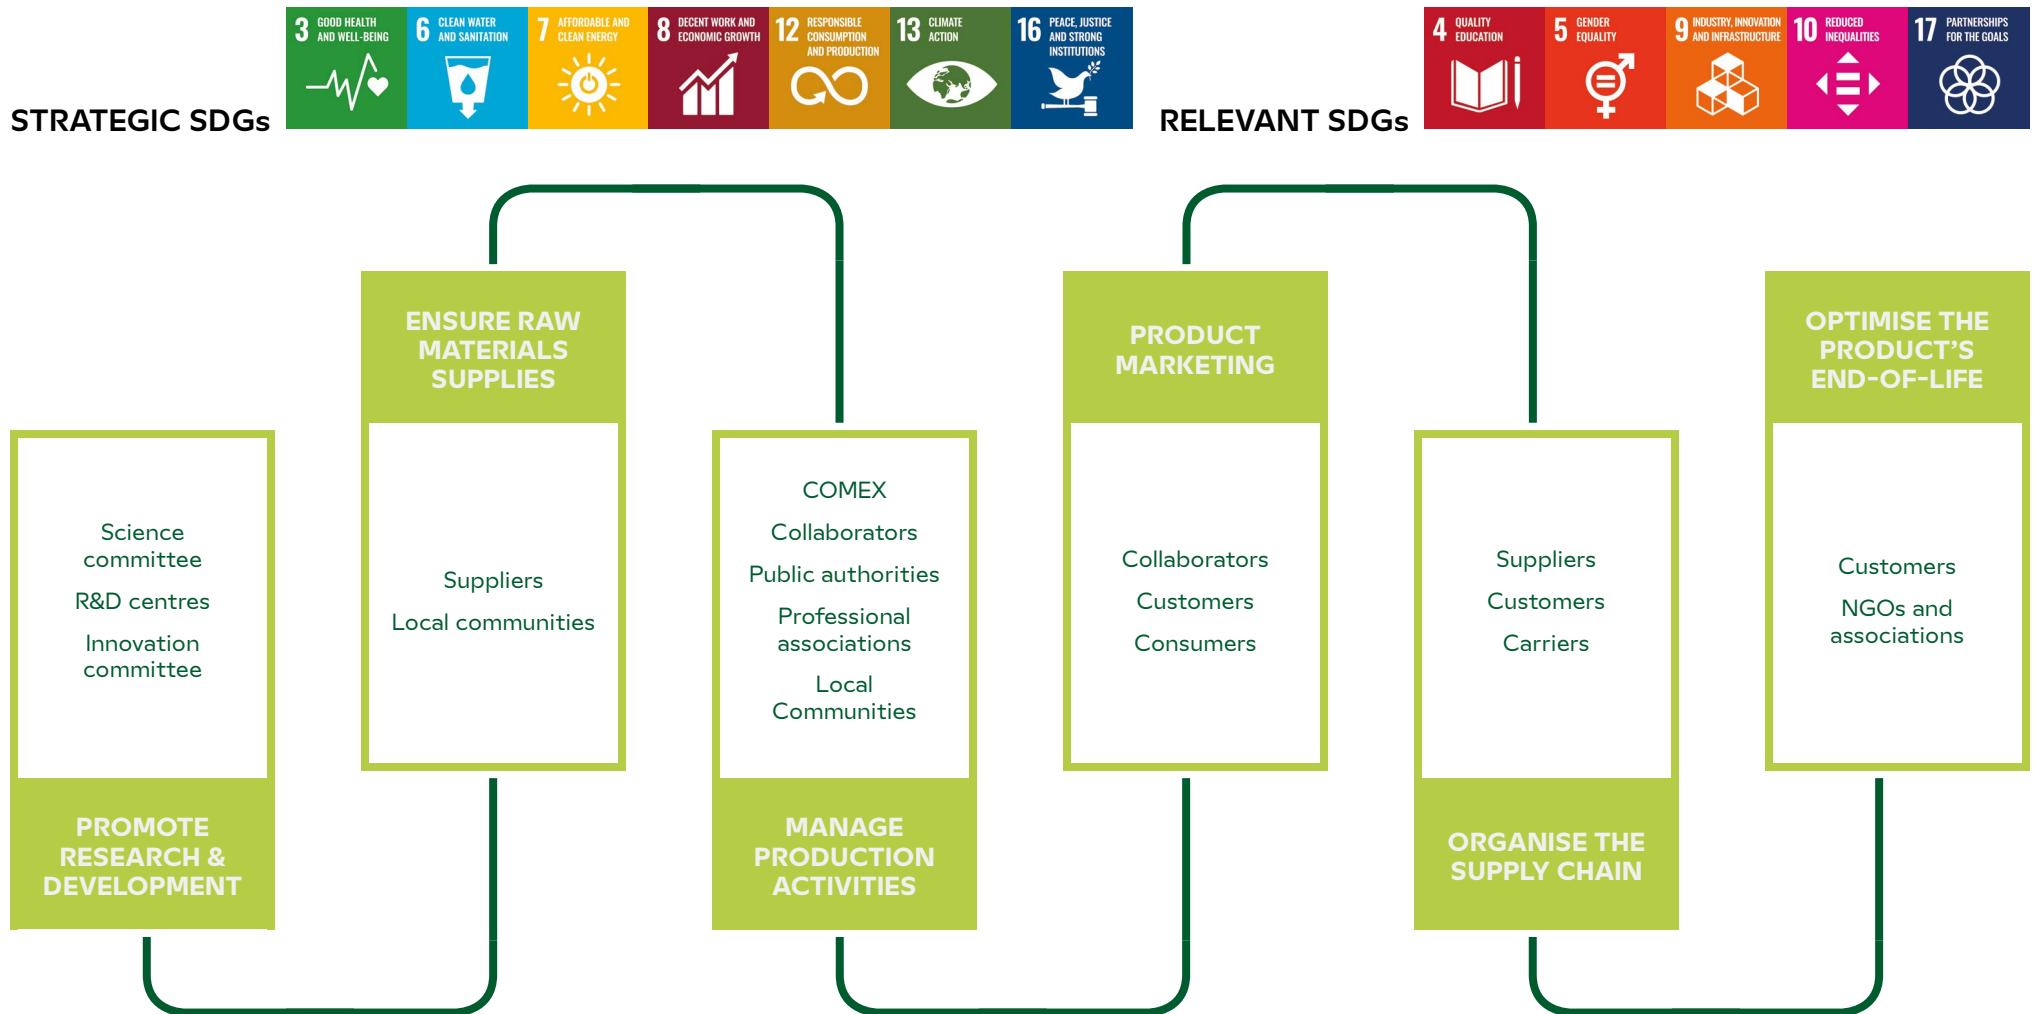 STRATEGIC SDGs
3 GOOD HEALTH
AND WELL-BEING
6 CLEAN WATER
AND SANITATION
7 AFFORDABLE AND
CLEAN ENERGY
8 DECENT WORK AND
ECONOMIC GROWTH
12 RESPONSIBLE
CONSUMPTION
AND PRODUCTION
13 CLIMATE
ACTION
16 PEACE, JUSTICE
AND STRONG
INSTITUTIONS
RELEVANT SDGs
4 QUALITY
EDUCATION
5 GENDER
EQUALITY
9 INDUSTRY, INNOVATION
AND INFRASTRUCTURE
10 REDUCED
INEQUALITIES
17 PARTNERSHIPS
FOR THE GOALS
Science
committee
R&D centres
Innovation
committee
PROMOTE
RESEARCH &
DEVELOPMENT
ENSURE RAW
MATERIALS
SUPPLIES
Suppliers
Local communities
COMEX
Collaborators
Public authorities
Professional
associations
Local
Communities
MANAGE
PRODUCTION
ACTIVITIES
PRODUCT
MARKETING
Collaborators
Customers
Consumers
Suppliers
Customers
Carriers
ORGANISE THE
SUPPLY CHAIN
OPTIMISE THE
PRODUCT’S
END-OF-LIFE
Customers
NGOs and
associations